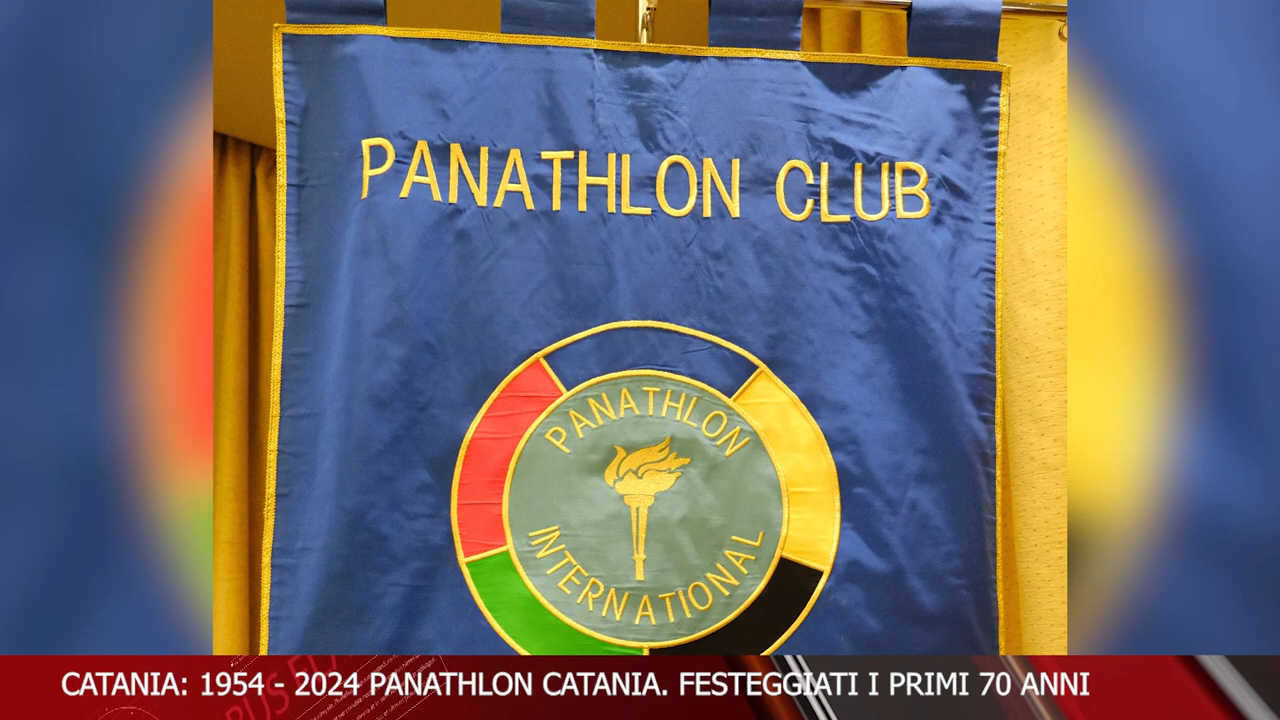 PANATHLON CLUB
PANATHLON
INTERNATIONAL
CATANIA: 1954 - 2024 PANATHLON CATANIA. FESTEGGIATI I PRIMI 70 ANNI